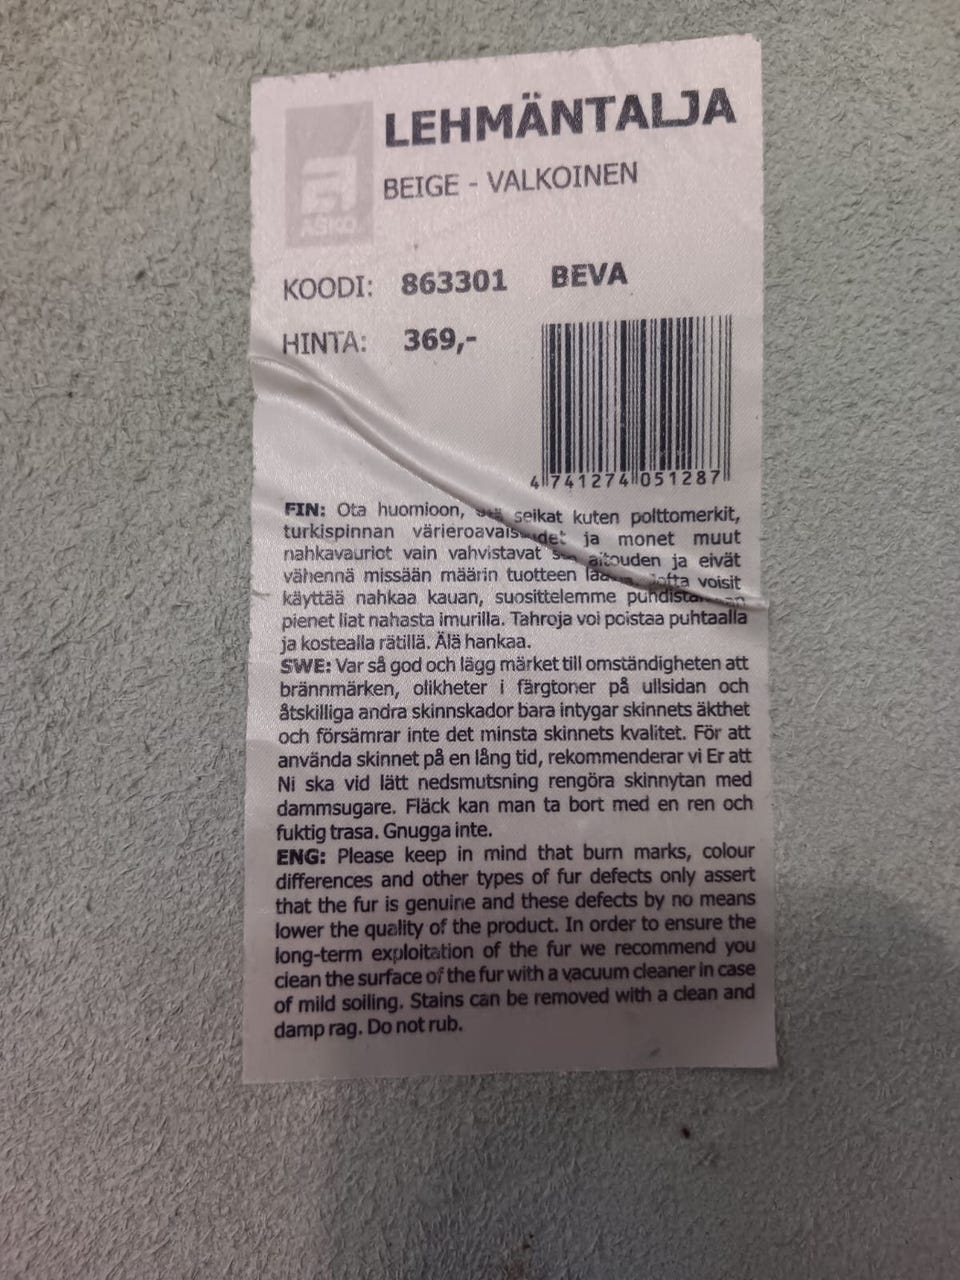 LEHMÄNTALJA
ASKO
BEIGE - VALKOINEN
KOODI: 863301 BEVA
HINTA: 369,-
4 741274 051287
FIN: Ota huomioon, seikat kuten polttomerkit,
turkispinnan ja monet muut
nahkavauriot vain vahvistavat aitouden ja eivät
vähennä missään määrin tuotteen voisit
käyttää nahkaa kauan, suosittelemme
pienet liat nahasta imurilla. Tahroja voi poistaa puhtaalla
ja kostealla rätillä. Älä hankaa.
SWE: Var så god och lägg märket till omständigheten att
brännmärken, olikheter i färgtoner på ullsidan och
åtskilliga andra skinnskador bara intygar skinnets äkthet
och försämrar inte det minsta skinnets kvalitet. För att
använda skinnet på en lång tid, rekommenderar vi Er att
Ni ska vid lätt nedsmutsning rengöra skinnytan med
dammsugare. Fläck kan man ta bort med en ren och
fuktig trasa. Gnugga inte.
ENG: Please keep in mind that burn marks, colour
differences and other types of fur defects only assert
that the fur is genuine and these defects by no means
lower the quality of the product. In order to ensure the
long-term exploitation of the fur we recommend you
clean the surface of the fur with a vacuum cleaner in case
of mild soiling. Stains can be removed with a clean and
damp rag. Do not rub.